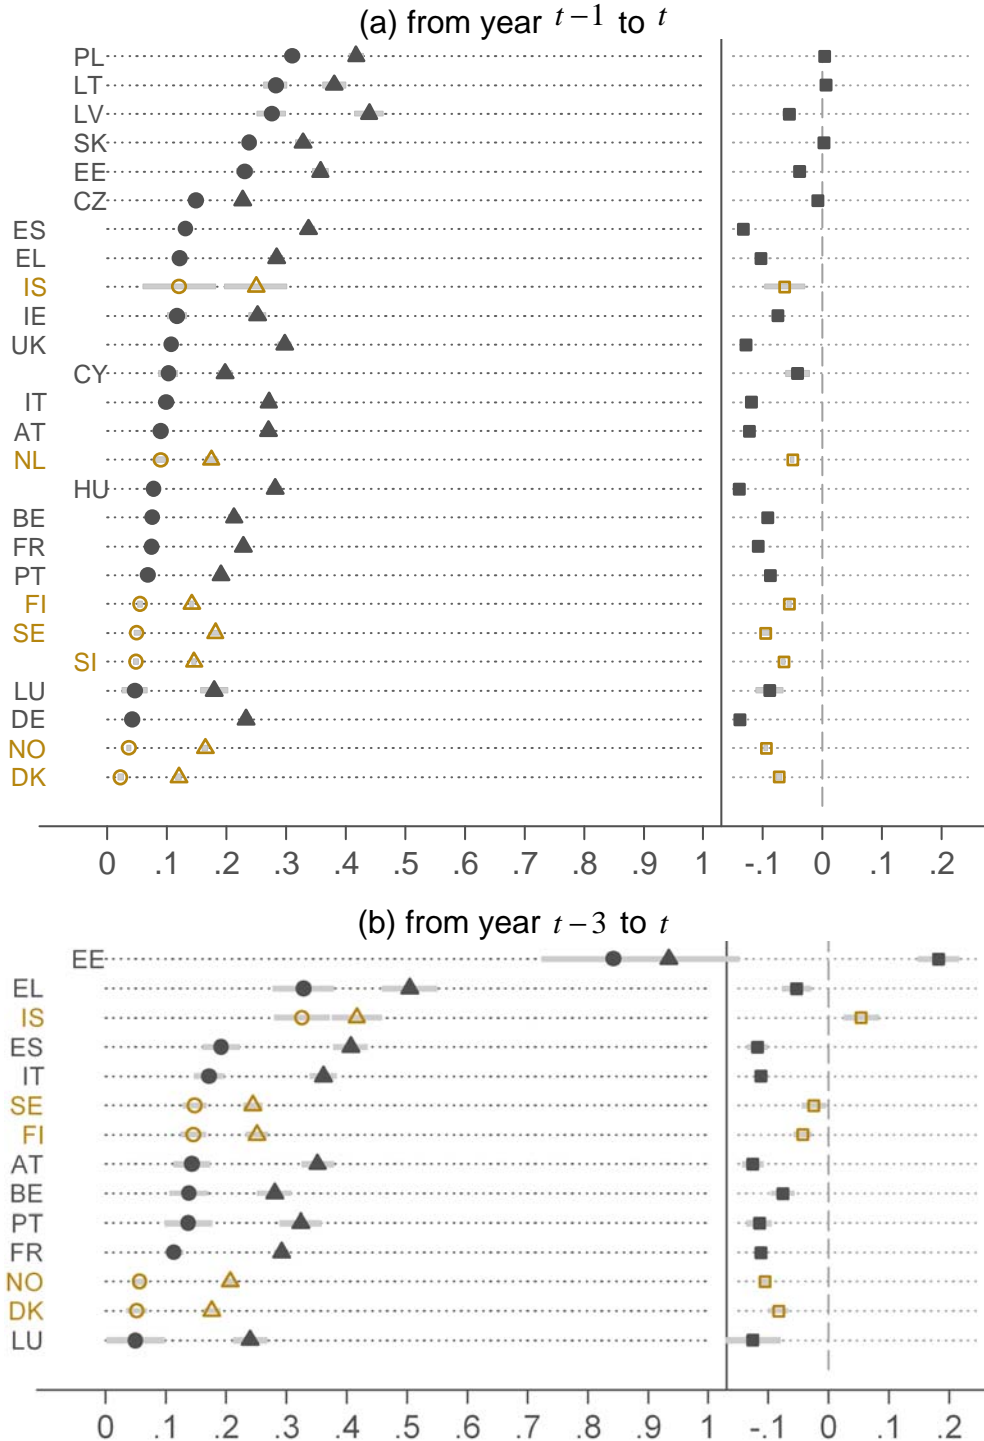 (a) from year t−1 to t
PL
LT
LV
SK
EE
CZ
ES
EL
IS
IE
UK
CY
IT
AT
NL
HU
BE
FR
PT
FI
SE
SI
LU
DE
NO
DK
0 .1 .2 .3 .4 .5 .6 .7 .8 .9 1 -.1 0 .1 .2
(b) from year t−3 to t
EE
EL
IS
ES
IT
SE
FI
AT
BE
PT
FR
NO
DK
LU
0 .1 .2 .3 .4 .5 .6 .7 .8 .9 1 -.1 0 .1 .2